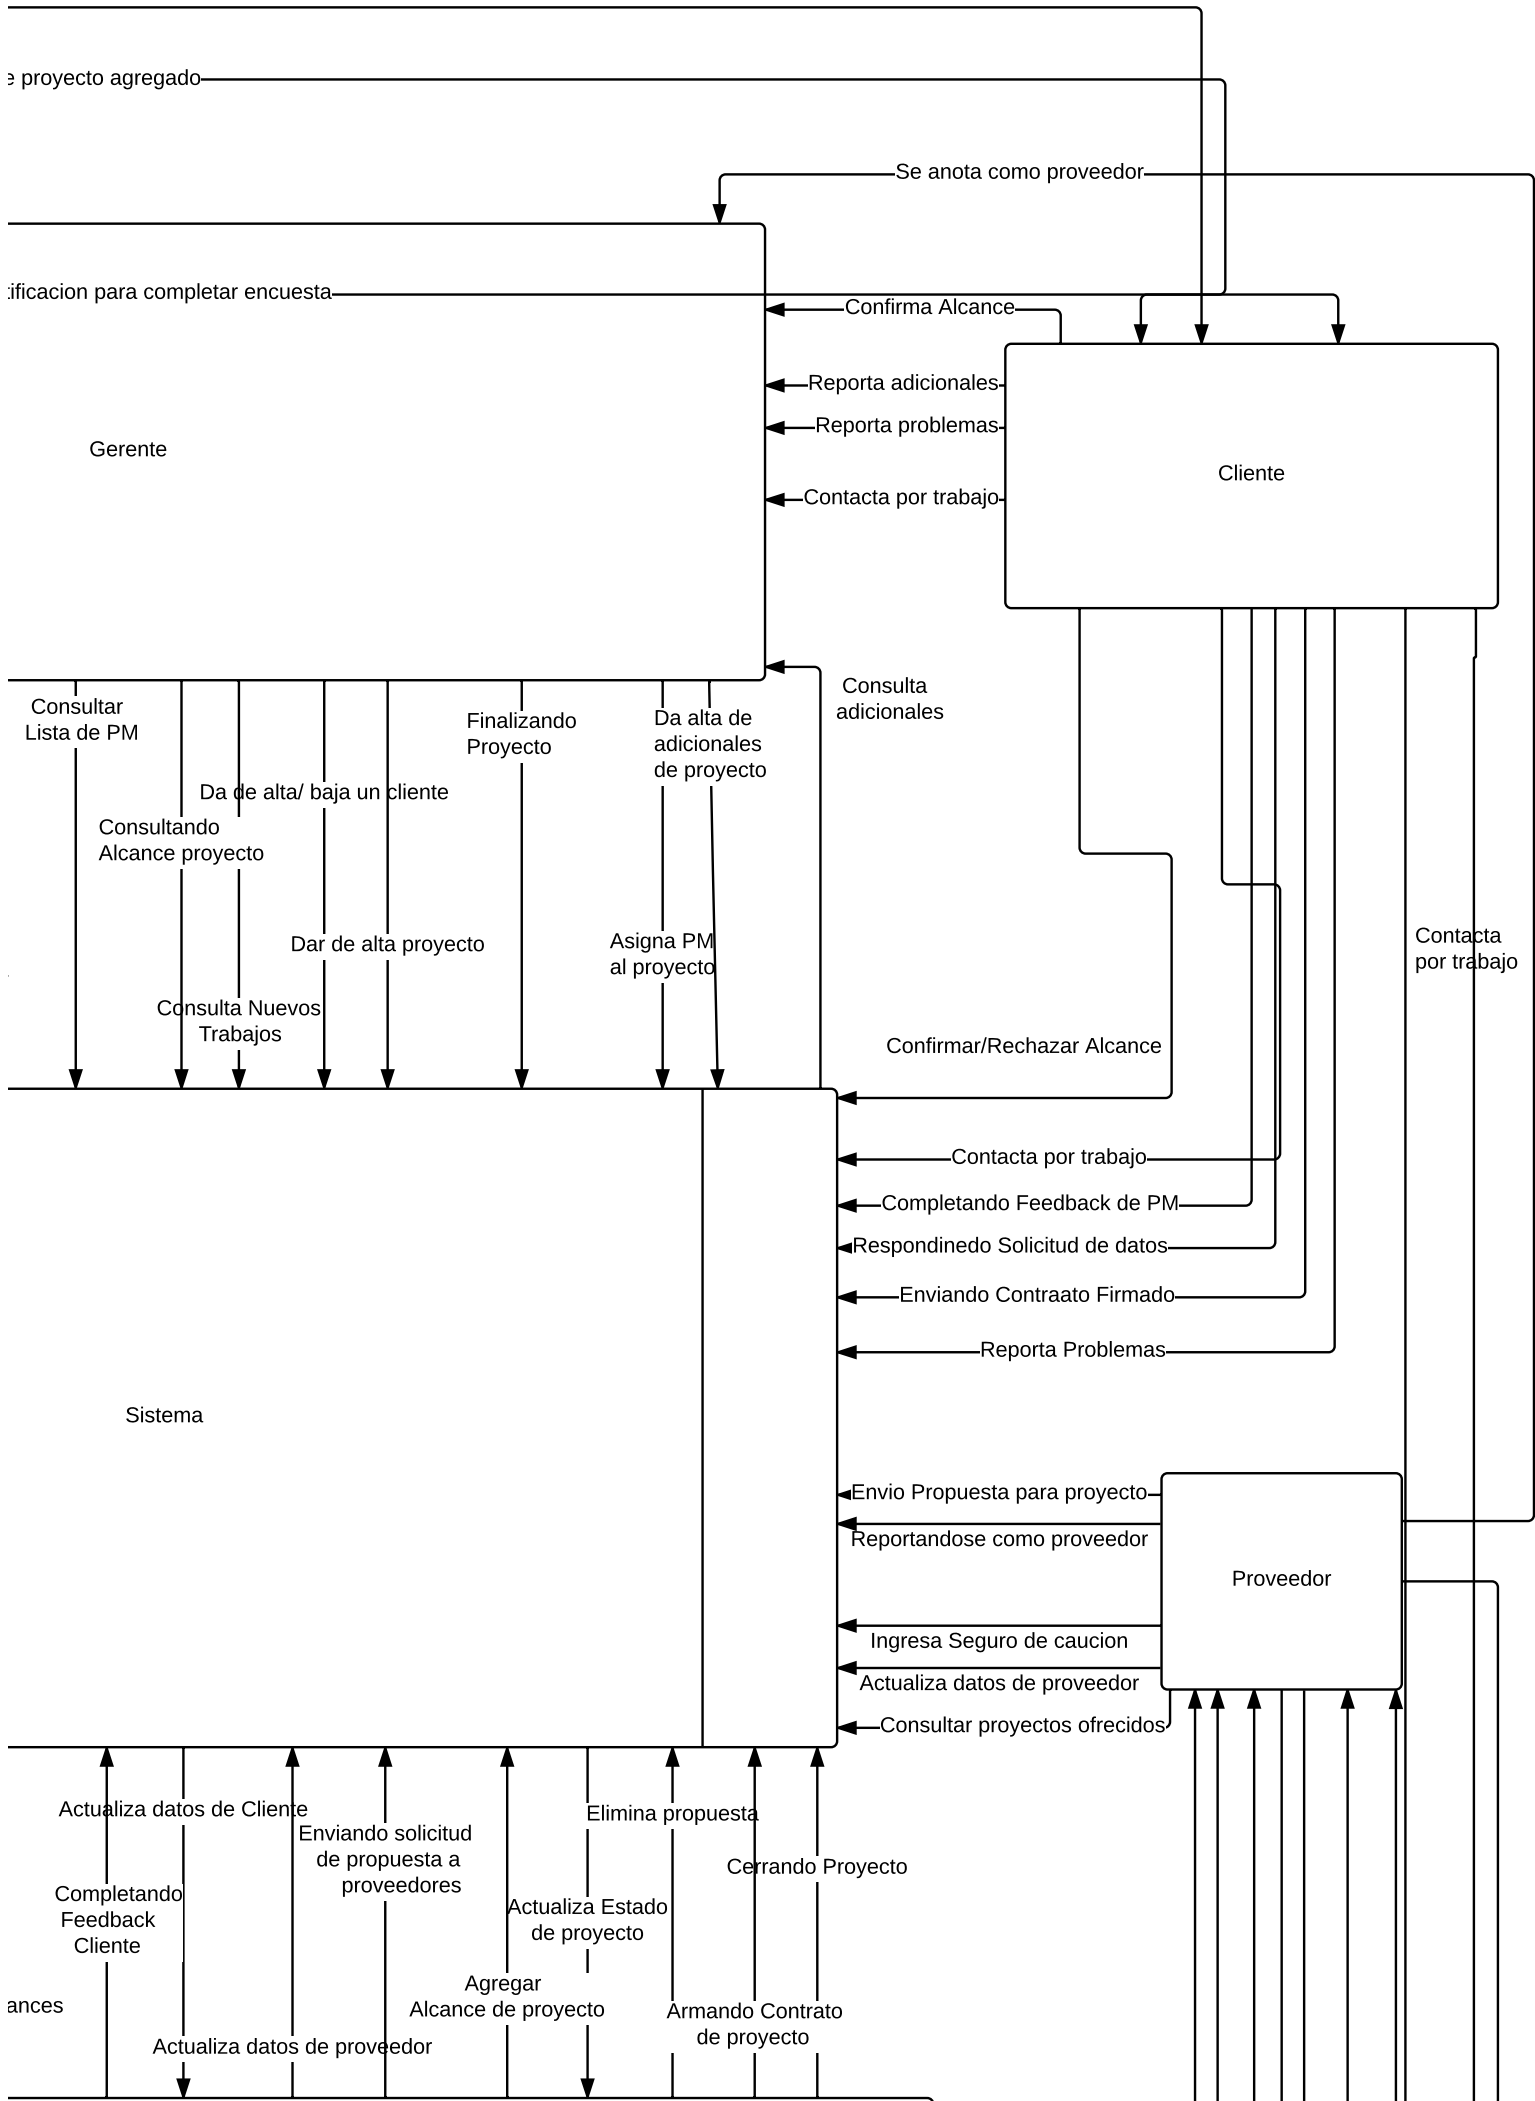 e proyecto agregado
Se anota como proveedor
tificacion para completar encuesta
Confirma Alcance
Reporta adicionales
Reporta problemas
Gerente
Cliente
Contacta por trabajo
Consulta
adicionales
Consultar
Lista de PM
Finalizando
Proyecto
Da alta de
adicionales
de proyecto
Da de alta/ baja un cliente
Consultando
Alcance proyecto
Dar de alta proyecto
Asigna PM
al proyecto
Contacta
por trabajo
Consulta Nuevos
Trabajos
Confirmar/Rechazar Alcance
Contacta por trabajo
Completando Feedback de PM
Respondinedo Solicitud de datos
Enviando Contraato Firmado
Reporta Problemas
Sistema
Envio Propuesta para proyecto
Reportandose como proveedor
Proveedor
Ingresa Seguro de caucion
Actualiza datos de proveedor
Consultar proyectos ofrecidos
Actualiza datos de Cliente
Elimina propuesta
Enviando solicitud
de propuesta a
proveedores
Cerrando Proyecto
Completando
Feedback
Cliente
Actualiza Estado
de proyecto
Agregar
Alcance de proyecto
ances
Armando Contrato
de proyecto
Actualiza datos de proveedor